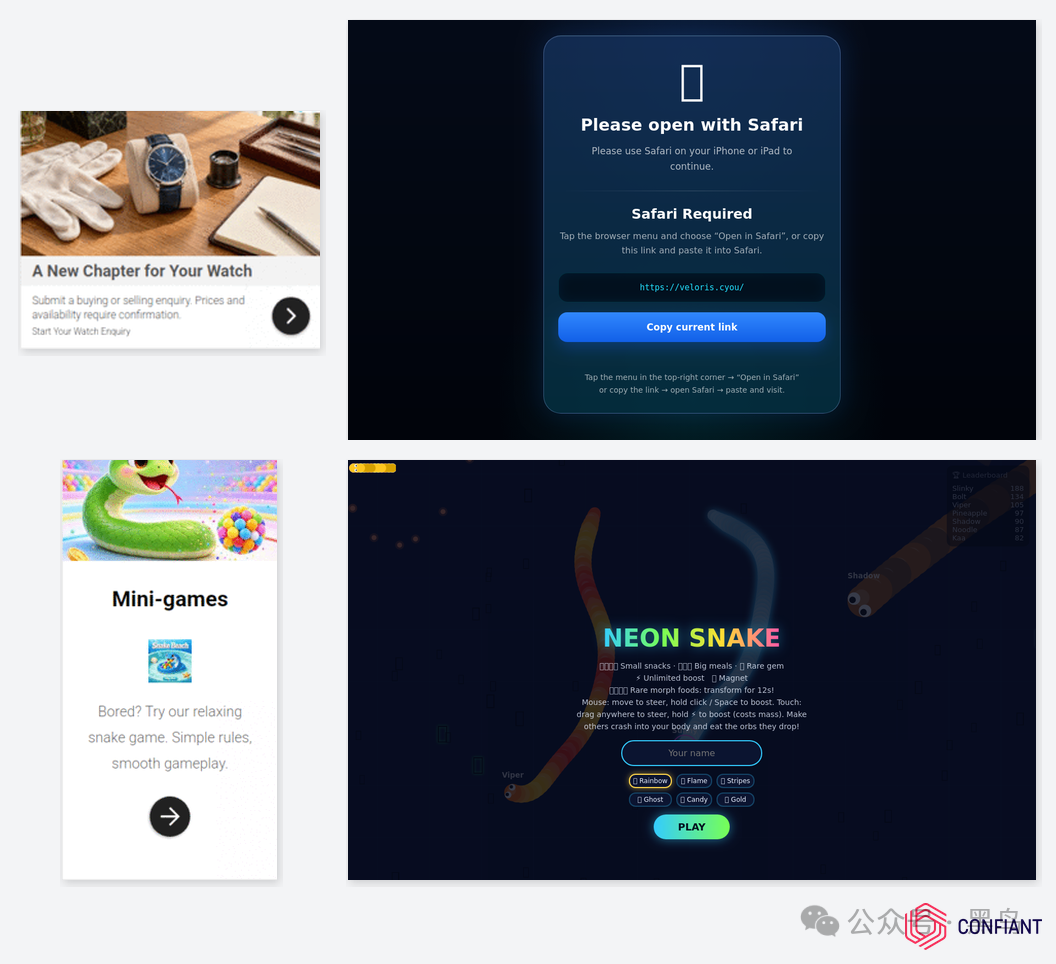 Please open with Safari
Please use Safari on your iPhone or iPad to
continue.
Safari Required
Tap the browser menu and choose “Open in Safari”, or copy
this link and paste it into Safari.
https://veloris.cyou/
Copy current link
Tap the menu in the top-right corner → “Open in Safari”
or copy the link → open Safari → paste and visit.
A New Chapter for Your Watch
Submit a buying or selling enquiry. Prices and
availability require confirmation.
Start Your Watch Enquiry
Snake Beach
Mini-games
Bored? Try our relaxing
snake game. Simple rules,
smooth gameplay.
Leaderboard
Slinky 188
Bolt 134
Viper 105
Pineapple 97
Shadow 90
Noodle 87
Kaa 82
Shadow
Viper
NEON SNAKE
Small snacks · Big meals · Rare gem
⚡ Unlimited boost Magnet
Rare morph foods: transform for 12s!
Mouse: move to steer, hold click / Space to boost. Touch:
drag anywhere to steer, hold ⚡ to boost (costs mass). Make
others crash into your body and eat the orbs they drop!
Your name
Rainbow Flame Stripes
Ghost Candy Gold
PLAY
公众号 · 黑鸟
CONFIANT